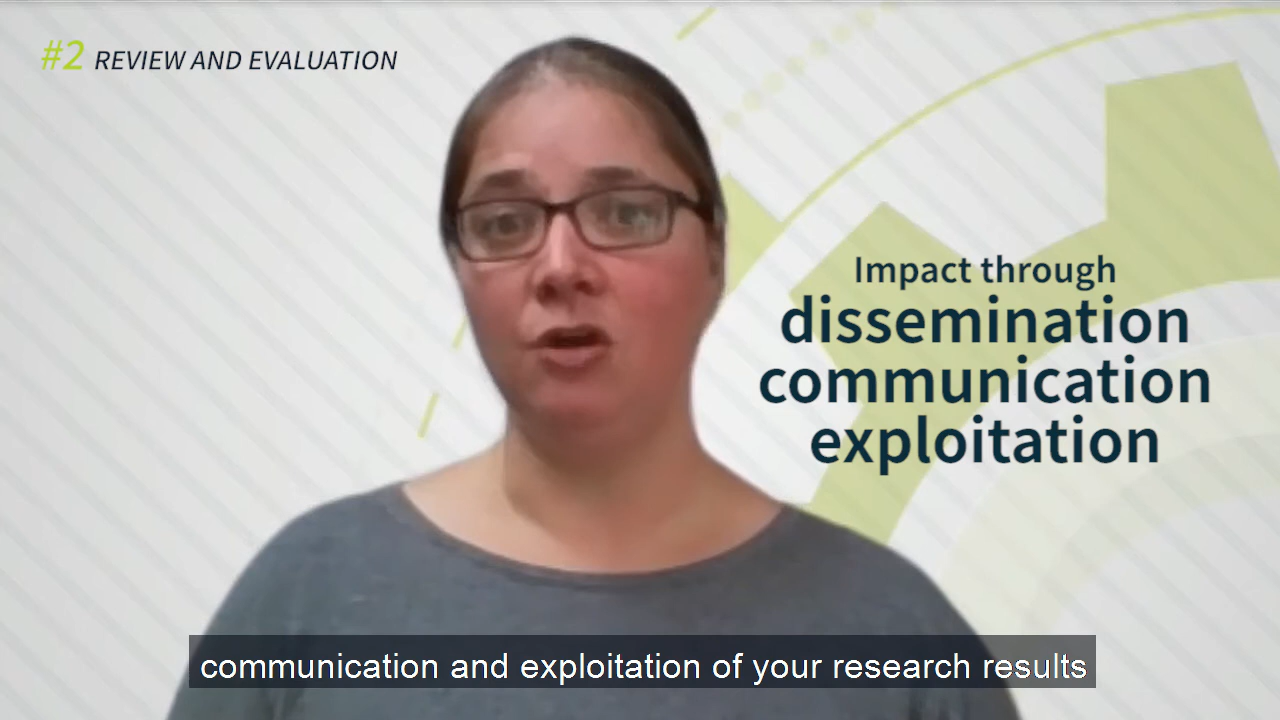 #2 REVIEW AND EVALUATION
Impact through
dissemination
communication
exploitation
communication and exploitation of your research results